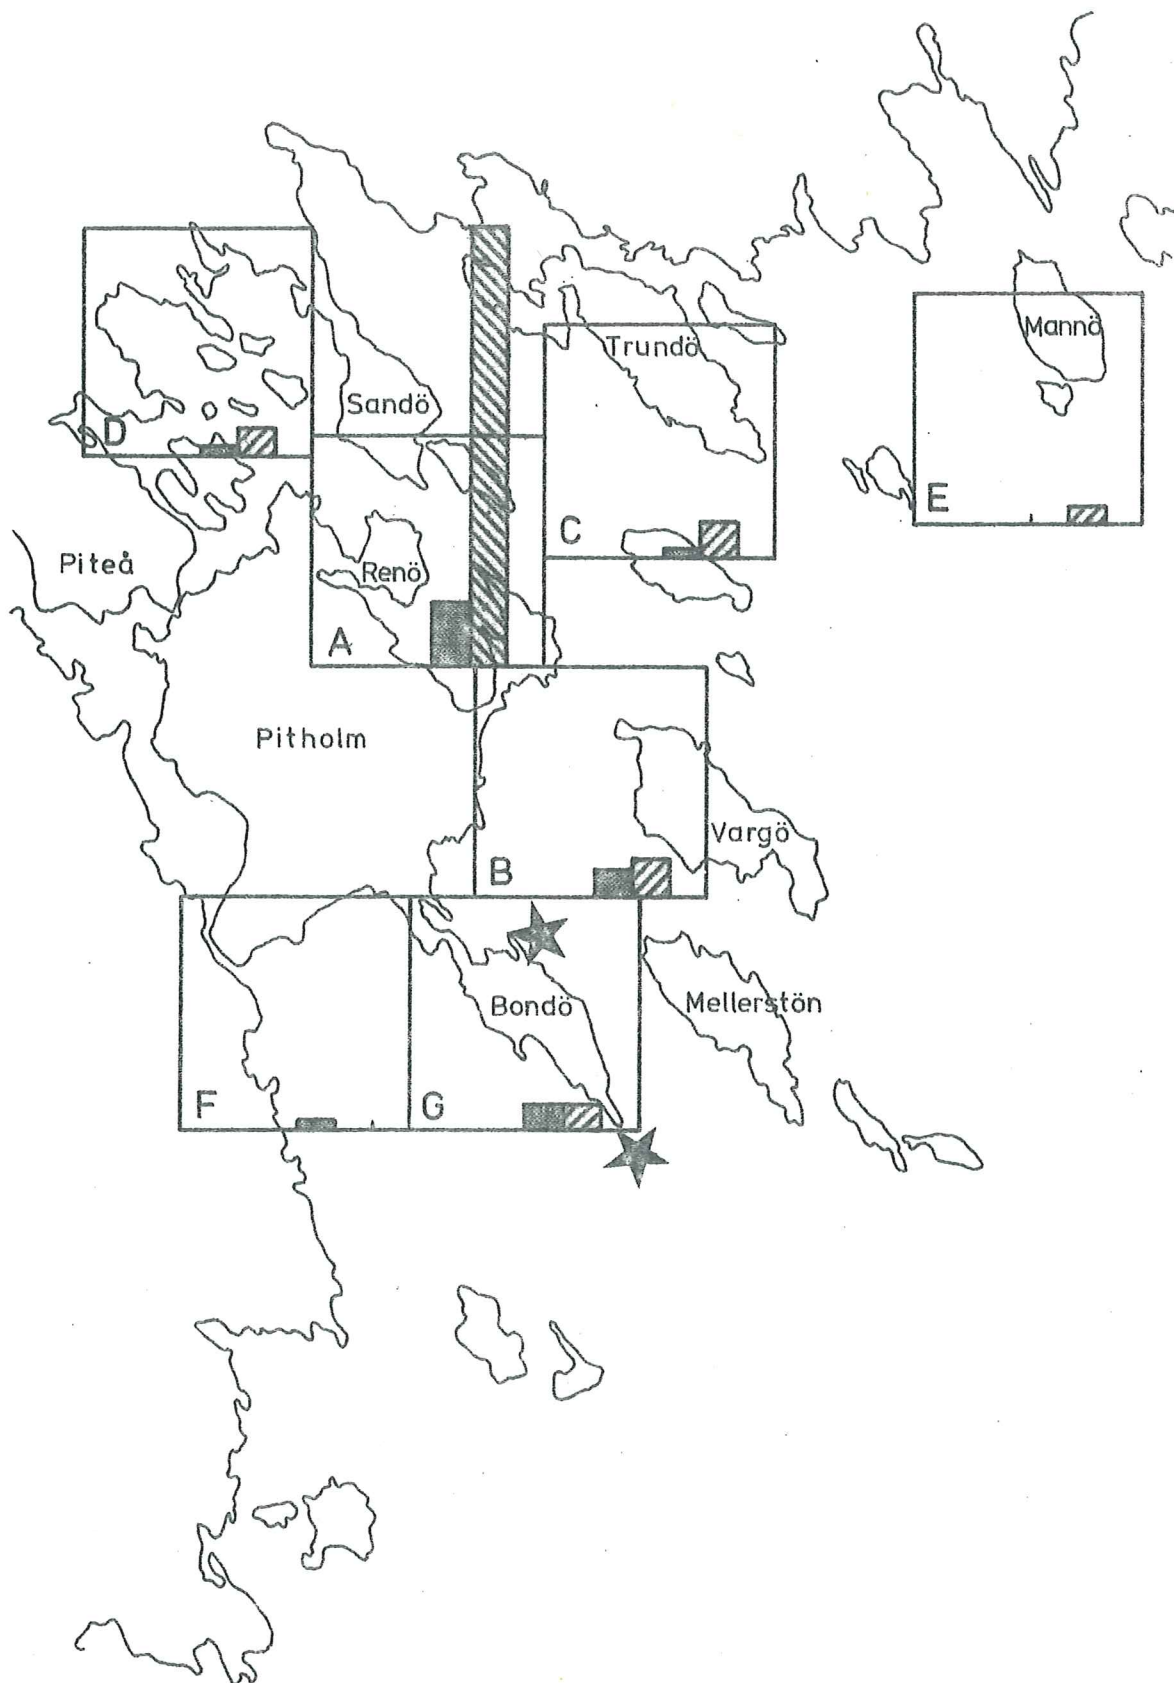 Mannö
Trundö
Sandö
D
E
C
Piteå
Renö
A
Pitholm
Vargö
B
Bondö
Mellerstön
F
G